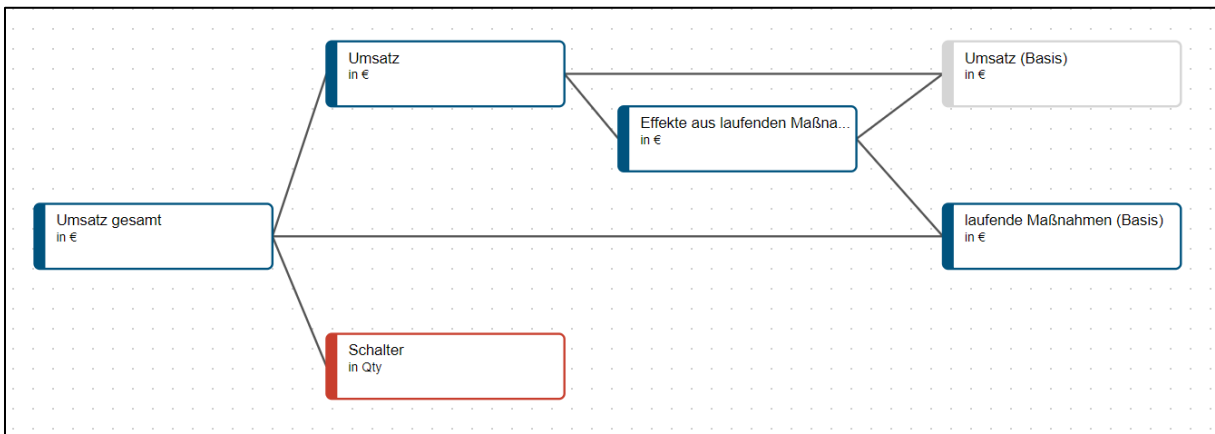 Umsatz
in €
Umsatz (Basis)
in €
Effekte aus laufenden Maßna...
in €
Umsatz gesamt
in €
laufende Maßnahmen (Basis)
in €
Schalter
in Qty